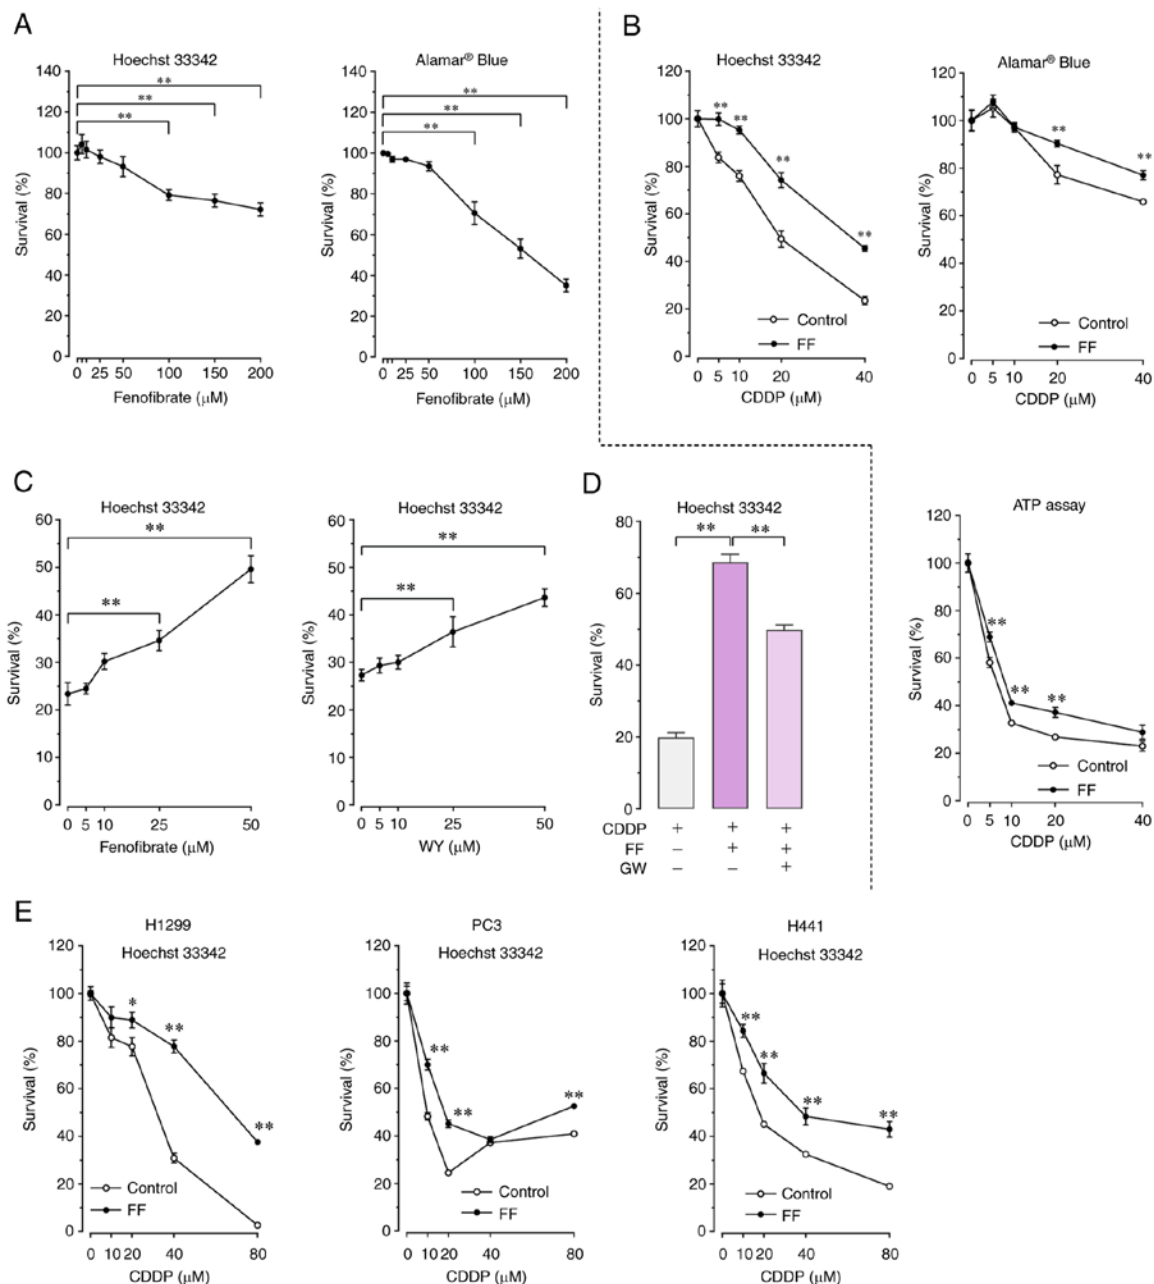 A
Hoechst 33342
140
120
100
80
60
40
20
0
Survival (%)
** 
**
**
0 25 50 100 150 200
Fenofibrate (μM)
Alamar® Blue
140
120
100
80
60
40
20
0
Survival (%)
**
**
**
0 25 50 100 150 200
Fenofibrate (μM)
B
Hoechst 33342
120
100
80
60
40
20
0
Survival (%)
**
**
**
**
Control
FF
0 5 10 20 40
CDDP (μM)
Alamar® Blue
120
100
80
60
40
20
0
Survival (%)
**
**
Control
FF
0 5 10 20 40
CDDP (μM)
C
Hoechst 33342
60
50
40
30
20
10
0
Survival (%)
**
**
0 5 10 25 50
Fenofibrate (μM)
Hoechst 33342
60
50
40
30
20
10
0
Survival (%)
**
**
0 5 10 25 50
WY (μM)
D
Hoechst 33342
80
60
40
20
0
Survival (%)
** **
CDDP + + +
FF – + +
GW – – +
ATP assay
120
100
80
60
40
20
0
Survival (%)
**
** **
Control
FF
0 5 10 20 40
CDDP (μM)
E
H1299
Hoechst 33342
120
100
80
60
40
20
0
Survival (%)
*
**
**
Control
FF
0 10 20 40 80
CDDP (μM)
PC3
Hoechst 33342
120
100
80
60
40
20
0
Survival (%)
**
**
**
Control
FF
0 10 20 40 80
CDDP (μM)
H441
Hoechst 33342
120
100
80
60
40
20
0
Survival (%)
**
**
**
**
Control
FF
0 10 20 40 80
CDDP (μM)